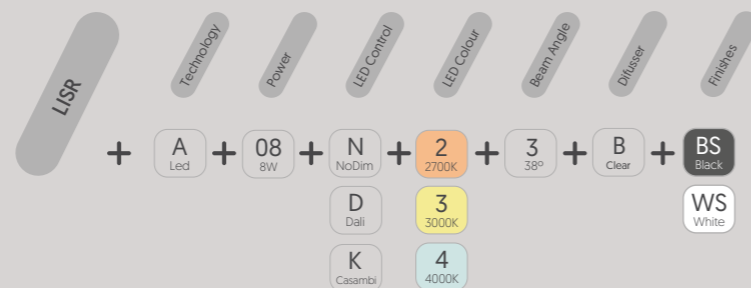 LISR
Technology
Power
LED Control
LED Colour
Beam Angle
Difusser
Finishes
+ A + 08 + N + 2 + 3 + B + BS
Led 8W NoDim 2700K 38º Clear Black
D 3 WS
Dali 3000K White
K 4
Casambi 4000K